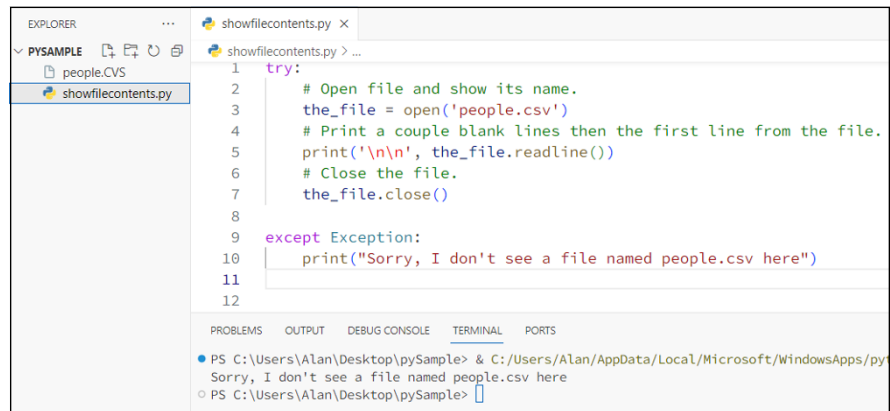 EXPLORER ...
showfilecontents.py ×
PYSAMPLE
showfilecontents.py > ...
people.CVS
showfilecontents.py
1 try:
2 # Open file and show its name.
3 the_file = open('people.csv')
4 # Print a couple blank lines then the first line from the file.
5 print('\n\n', the_file.readline())
6 # Close the file.
7 the_file.close()
8
9 except Exception:
10 print("Sorry, I don't see a file named people.csv here")
11
12
PROBLEMS OUTPUT DEBUG CONSOLE TERMINAL PORTS
PS C:\Users\Alan\Desktop\pySample> & C:/Users/Alan/AppData/Local/Microsoft/WindowsApps/pyt
Sorry, I don't see a file named people.csv here
PS C:\Users\Alan\Desktop\pySample>